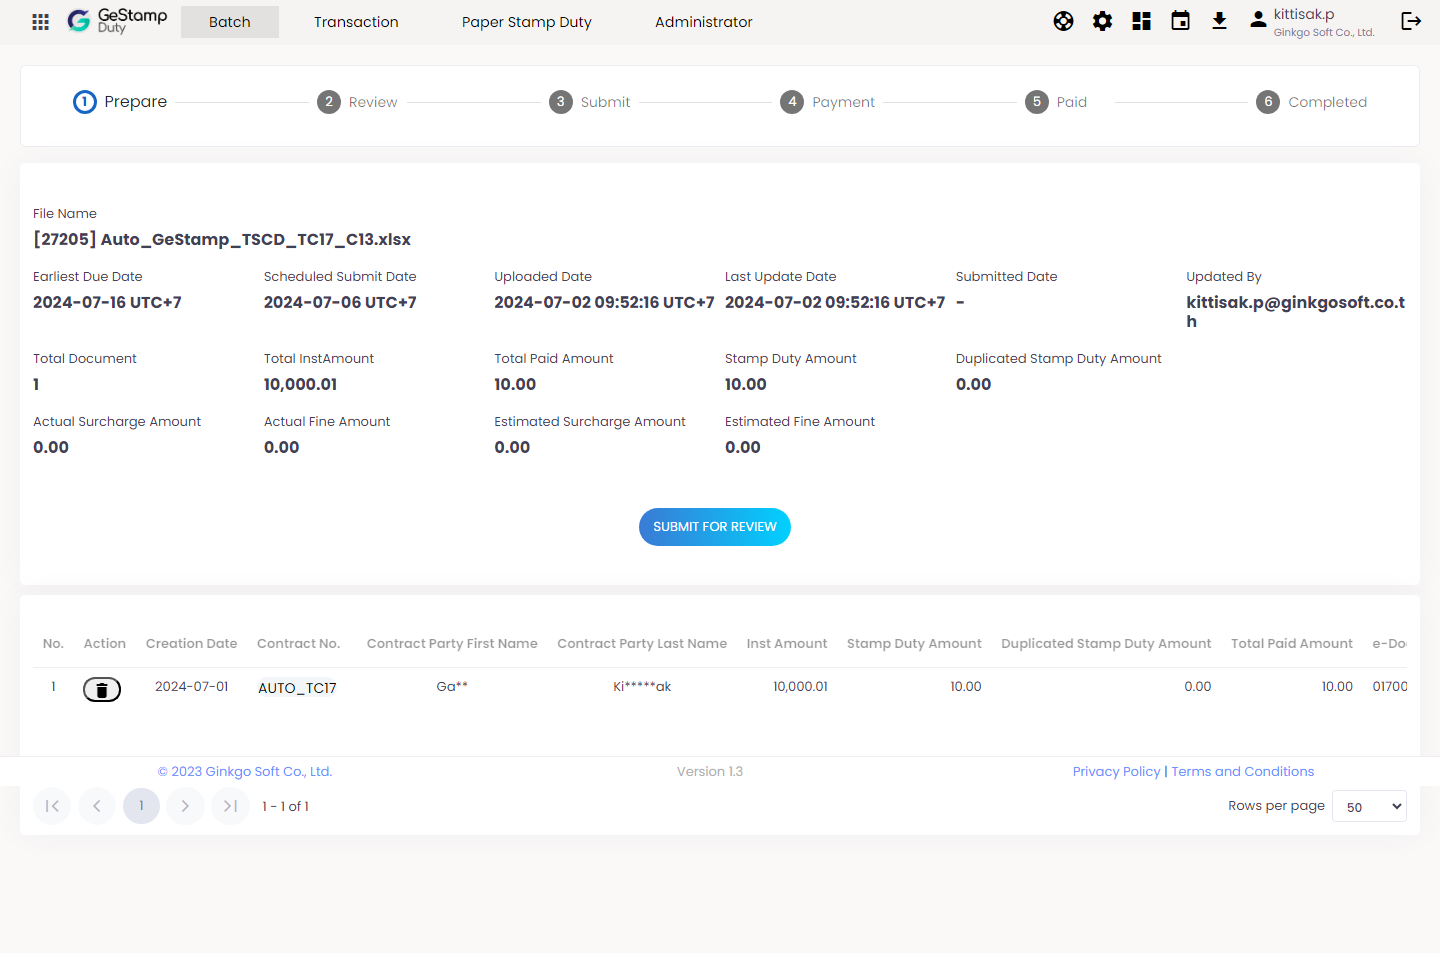 GeStamp
Duty
Batch
Transaction
Paper Stamp Duty
Administrator
kittisak.p
Ginkgo Soft Co., Ltd.
1 Prepare
2 Review
3 Submit
4 Payment
5 Paid
6 Completed
File Name
[27205] Auto_GeStamp_TSCD_TC17_C13.xlsx
Earliest Due Date
2024-07-16 UTC+7
Scheduled Submit Date
2024-07-06 UTC+7
Uploaded Date
2024-07-02 09:52:16 UTC+7
Last Update Date
2024-07-02 09:52:16 UTC+7
Submitted Date
-
Updated By
kittisak.p@ginkgosoft.co.t
h
Total Document
1
Total InstAmount
10,000.01
Total Paid Amount
10.00
Stamp Duty Amount
10.00
Duplicated Stamp Duty Amount
0.00
Actual Surcharge Amount
0.00
Actual Fine Amount
0.00
Estimated Surcharge Amount
0.00
Estimated Fine Amount
0.00
SUBMIT FOR REVIEW
No. Action Creation Date Contract No. Contract Party First Name Contract Party Last Name Inst Amount Stamp Duty Amount Duplicated Stamp Duty Amount Total Paid Amount
1 2024-07-01 AUTO_TC17 Ga** Ki*****ak 10,000.01 10.00 0.00 10.00 01700
© 2023 Ginkgo Soft Co., Ltd.
Version 1.3
Privacy Policy | Terms and Conditions
1
1 - 1 of 1
Rows per page 50